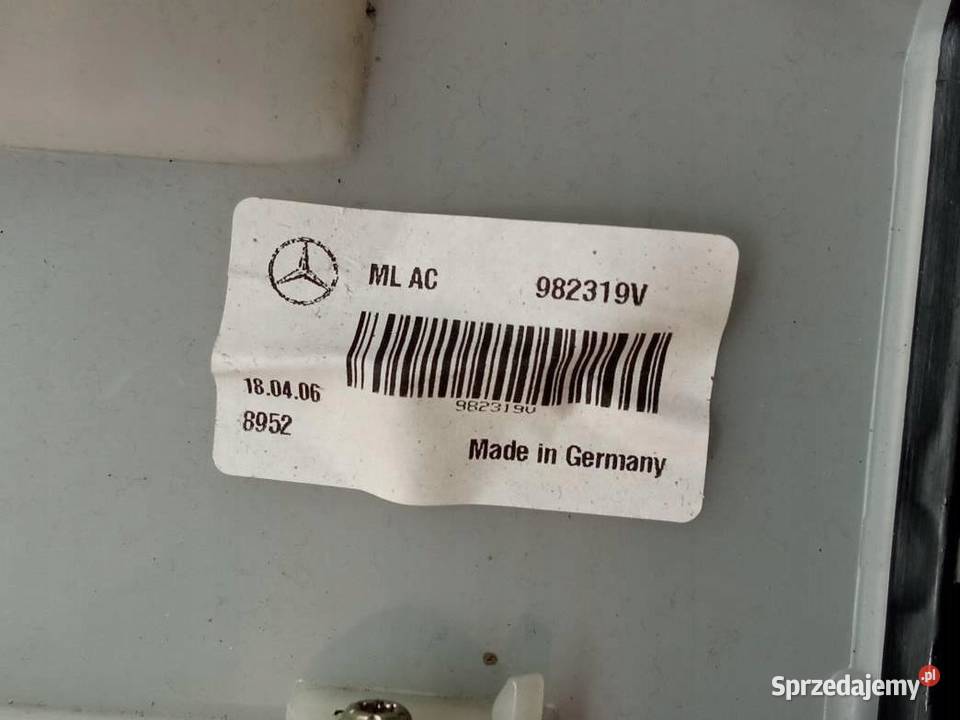 ML AC 982319V
982319V
18.04.06
8952
Made in Germany
Sprzedajemy.pl